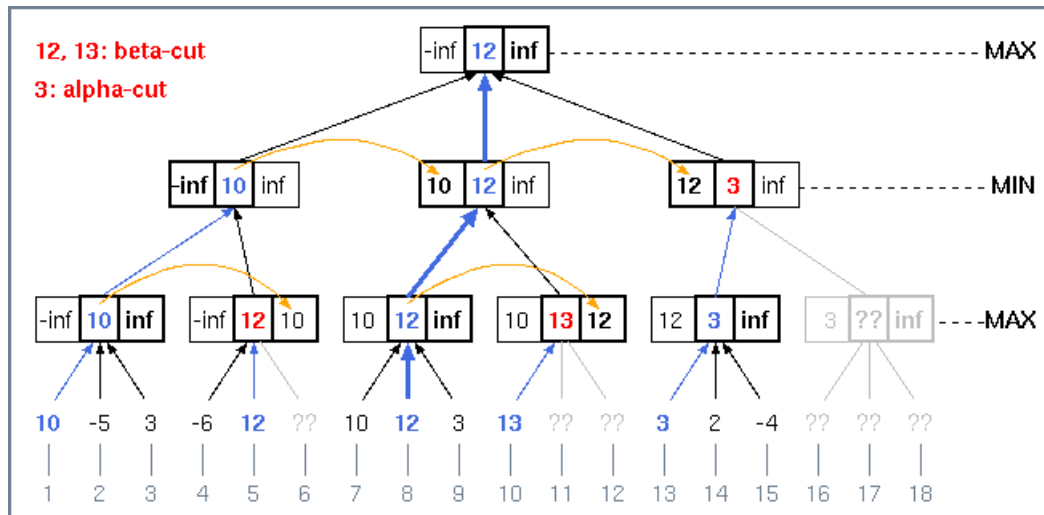 12, 13: beta-cut
3: alpha-cut
-inf 12 inf MAX
-inf 10 inf 10 12 inf 12 3 inf MIN
-inf 10 inf -inf 12 10 10 12 inf 10 13 12 12 3 inf 3 ?? inf MAX
10 -5 3 -6 12 ?? 10 12 3 13 ?? ?? 3 2 -4 ?? ?? ??
1 2 3 4 5 6 7 8 9 10 11 12 13 14 15 16 17 18